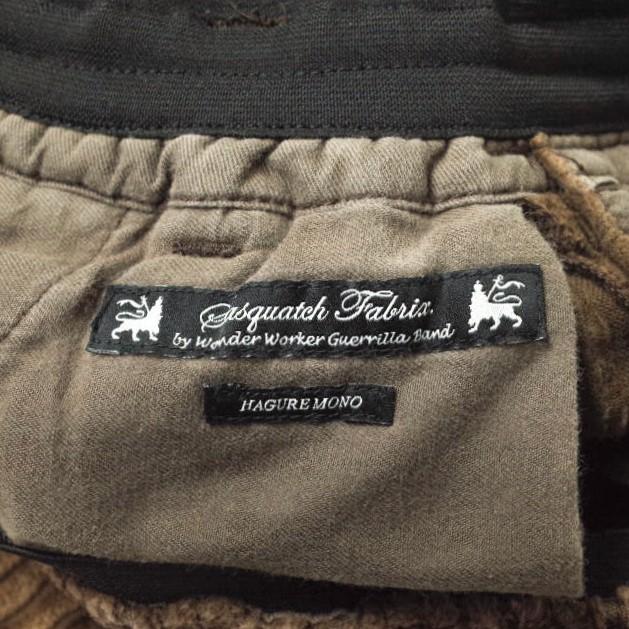 Sasquatch Fabrix.
by Wonder Worker Guerrilla Band
HAGURE MONO